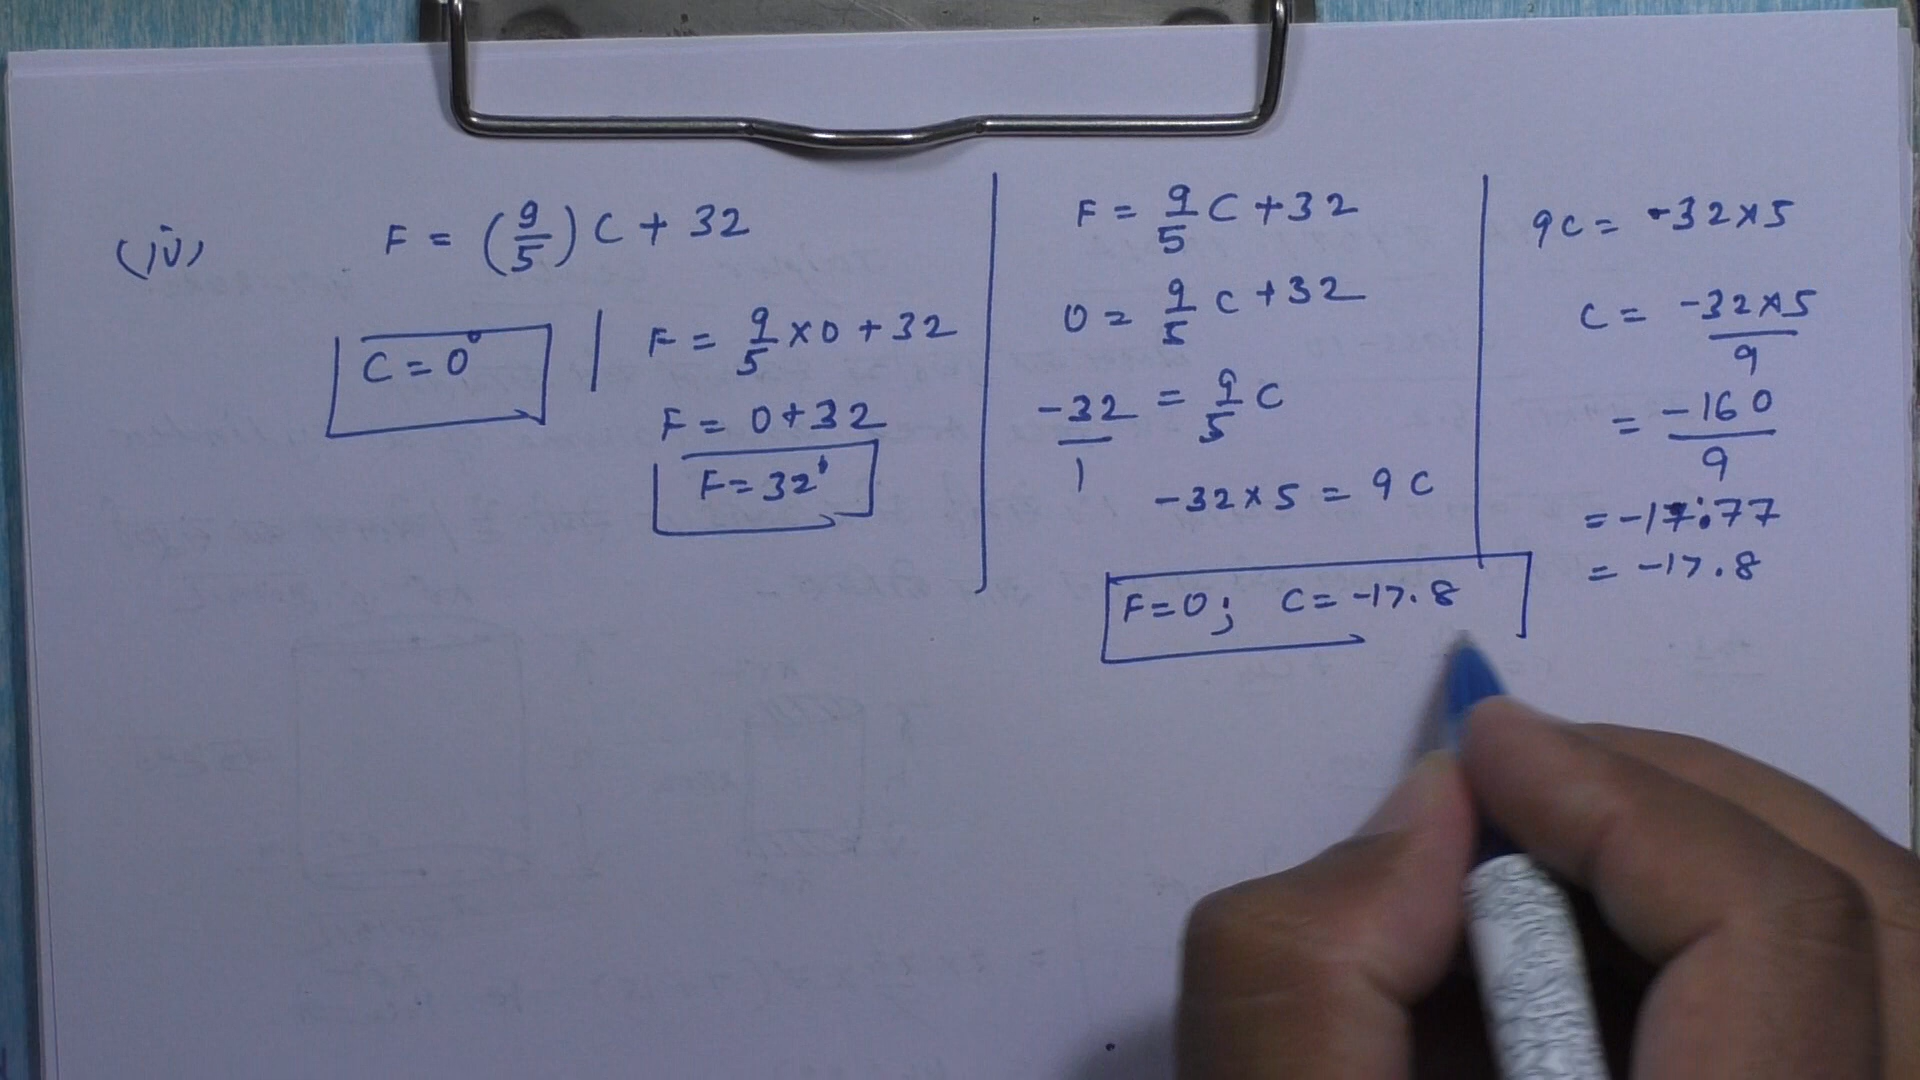 (iv) F = (9/5) C + 32
C = 0°
F = 9/5 × 0 + 32
F = 0 + 32
F = 32°
F = 9/5 C + 32
0 = 9/5 C + 32
-32/1 = 9/5 C
-32 × 5 = 9 C
9C = -32 × 5
C = -32 × 5/9
= -160/9
= -17.77
= -17.8
F = 0 ; C = -17.8